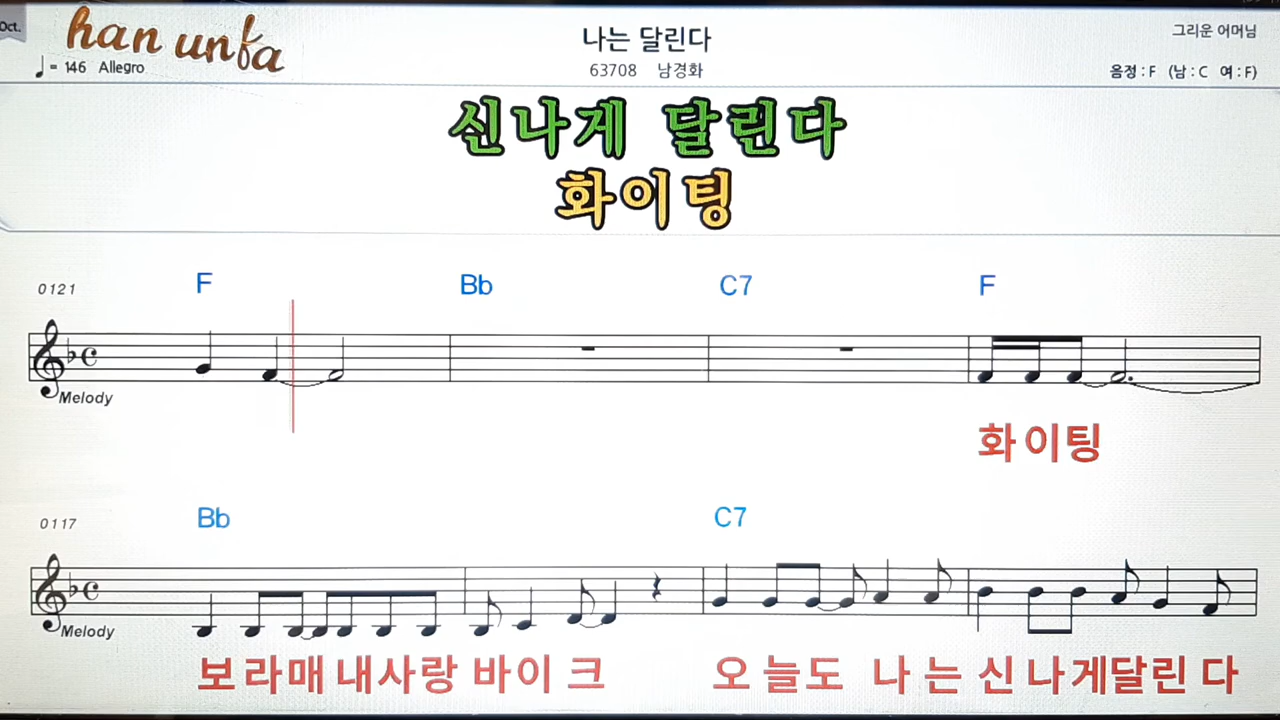 Oct.
han unfa
나는 달린다
그리운 어머님
♩= 146 Allegro
63708 남경화
음정 : F (남 : C 여 : F)
신나게 달린다
화이팅
0121 F Bb C7 F
Melody
화이팅
0117 Bb C7
Melody
보라매내사랑 바이크 오늘도 나는신나게달린다